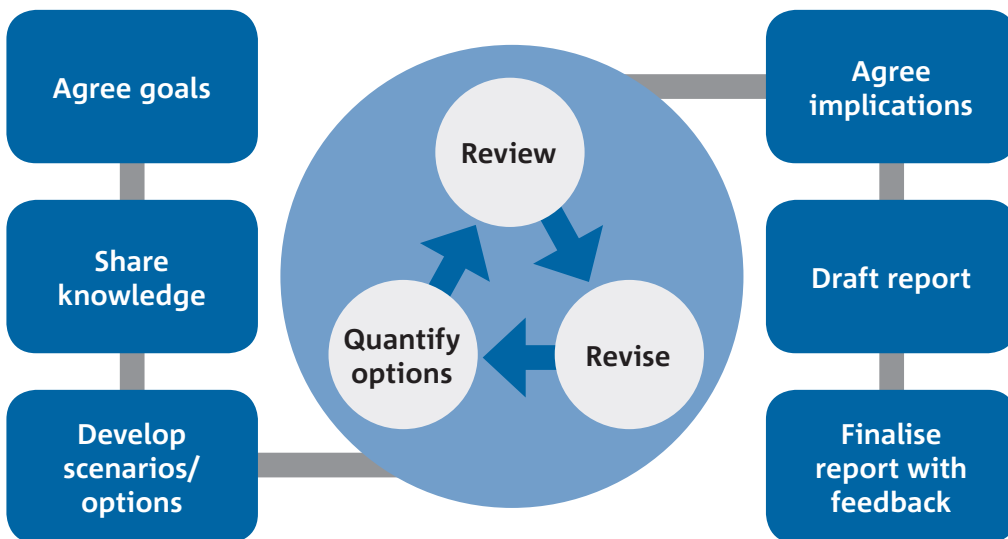 Agree goals
Share
knowledge
Develop
scenarios/
options
Review
Revise
Quantify
options
Agree
implications
Draft report
Finalise
report with
feedback